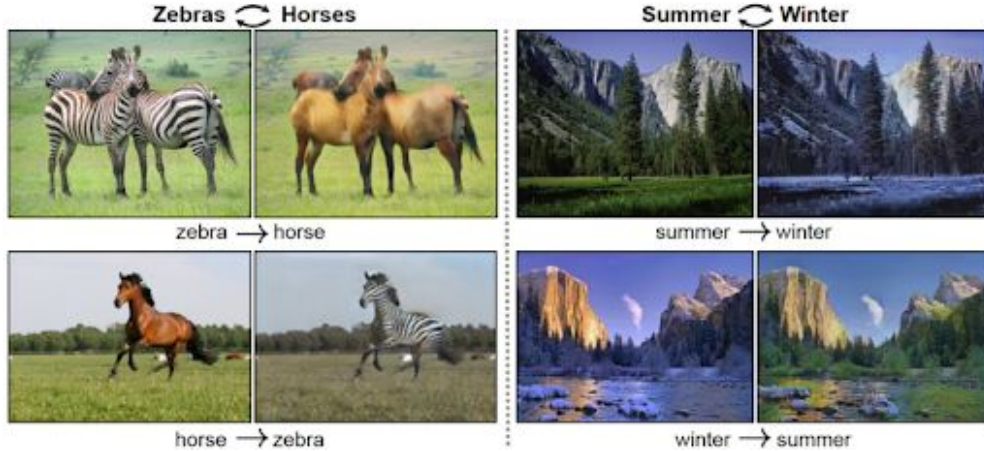 Zebras Horses
zebra → horse
horse → zebra
Summer Winter
summer → winter
winter → summer